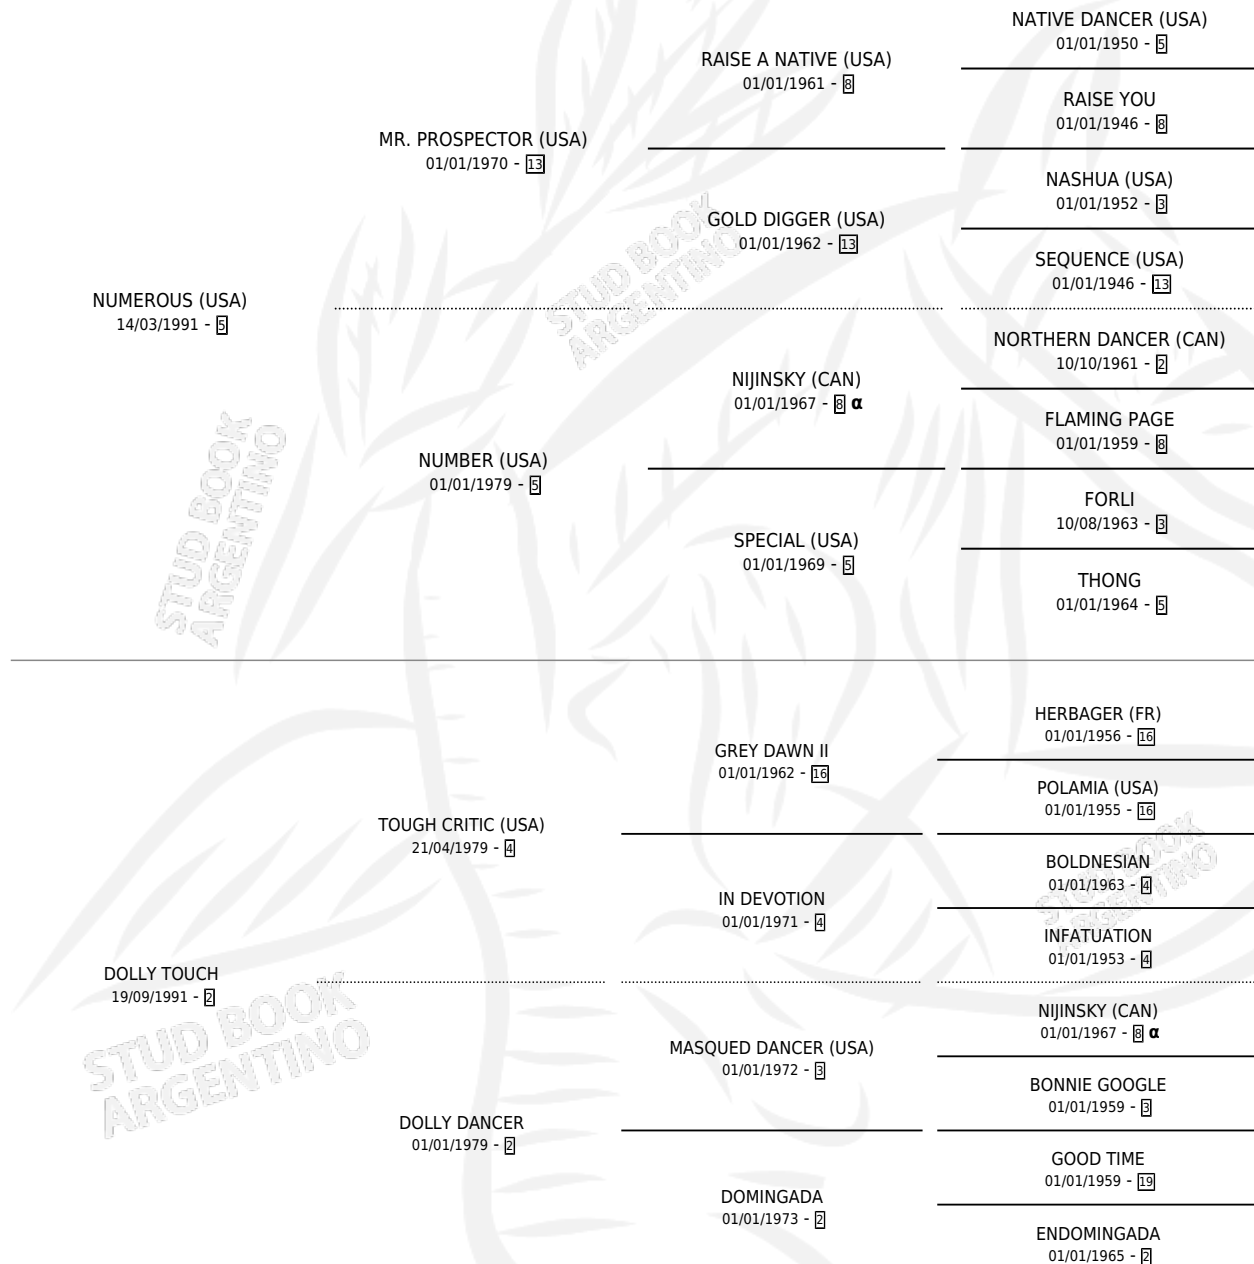 NATIVE DANCER (USA)
01/01/1950 - 5
RAISE A NATIVE (USA)
01/01/1961 - 8
RAISE YOU
01/01/1946 - 8
MR. PROSPECTOR (USA)
01/01/1970 - 13
NASHUA (USA)
01/01/1952 - 3
GOLD DIGGER (USA)
01/01/1962 - 13
SEQUENCE (USA)
01/01/1946 - 13
NUMEROUS (USA)
14/03/1991 - 5
NORTHERN DANCER (CAN)
10/10/1961 - 2
NIJINSKY (CAN)
01/01/1967 - 8 α
FLAMING PAGE
01/01/1959 - 8
NUMBER (USA)
01/01/1979 - 5
FORLI
10/08/1963 - 3
SPECIAL (USA)
01/01/1969 - 5
THONG
01/01/1964 - 5
HERBAGER (FR)
01/01/1956 - 16
GREY DAWN II
01/01/1962 - 16
POLAMIA (USA)
01/01/1955 - 16
TOUGH CRITIC (USA)
21/04/1979 - 4
BOLDNESIAN
01/01/1963 - 4
IN DEVOTION
01/01/1971 - 4
INFATUATION
01/01/1953 - 4
DOLLY TOUCH
19/09/1991 - 2
NIJINSKY (CAN)
01/01/1967 - 8 α
MASQUED DANCER (USA)
01/01/1972 - 3
BONNIE GOOGLE
01/01/1959 - 3
DOLLY DANCER
01/01/1979 - 2
GOOD TIME
01/01/1959 - 19
DOMINGADA
01/01/1973 - 2
ENDOMINGADA
01/01/1965 - 2
STUD BOOK
ARGENTINO
STUD BOOK
ARGENTINO
STUD BOOK
ARGENTINO
STUD BOOK
ARGENTINO